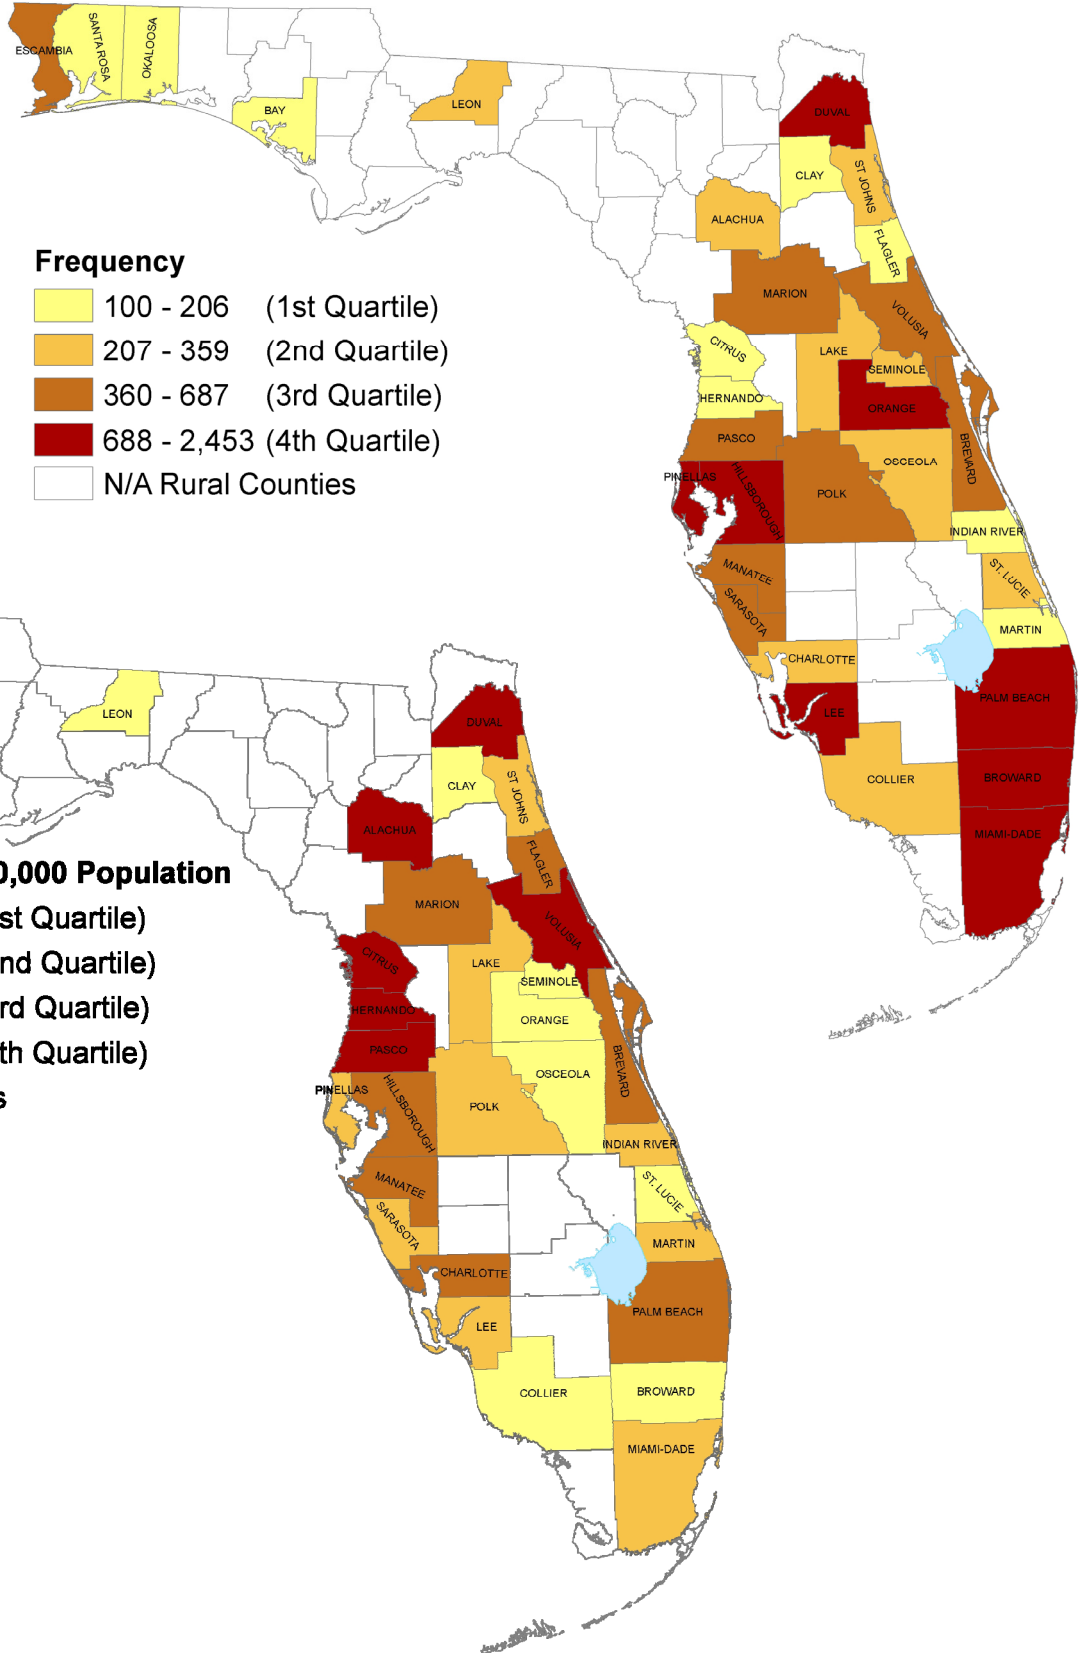 ESCAMBIA
SANTA ROSA
OKALOOSA
BAY
LEON
DUVAL
CLAY
ST JOHNS
ALACHUA
FLAGLER
MARION
VOLUSIA
CITRUS
LAKE
SEMINOLE
HERNANDO
ORANGE
PASCO
OSCEOLA
BREVARD
PINELLAS
HILLSBOROUGH
POLK
INDIAN RIVER
MANATEE
ST. LUCIE
SARASOTA
MARTIN
CHARLOTTE
PALM BEACH
LEE
COLLIER
BROWARD
MIAMI-DADE
Frequency
100 - 206 (1st Quartile)
207 - 359 (2nd Quartile)
360 - 687 (3rd Quartile)
688 - 2,453 (4th Quartile)
N/A Rural Counties
LEON
DUVAL
CLAY
ST JOHNS
ALACHUA
FLAGLER
MARION
VOLUSIA
CITRUS
LAKE
SEMINOLE
HERNANDO
ORANGE
PASCO
BREVARD
OSCEOLA
PINELLAS
HILLSBOROUGH
POLK
INDIAN RIVER
MANATEE
ST. LUCIE
SARASOTA
MARTIN
CHARLOTTE
PALM BEACH
LEE
COLLIER
BROWARD
MIAMI-DADE
0,000 Population
st Quartile)
nd Quartile)
rd Quartile)
th Quartile)
s